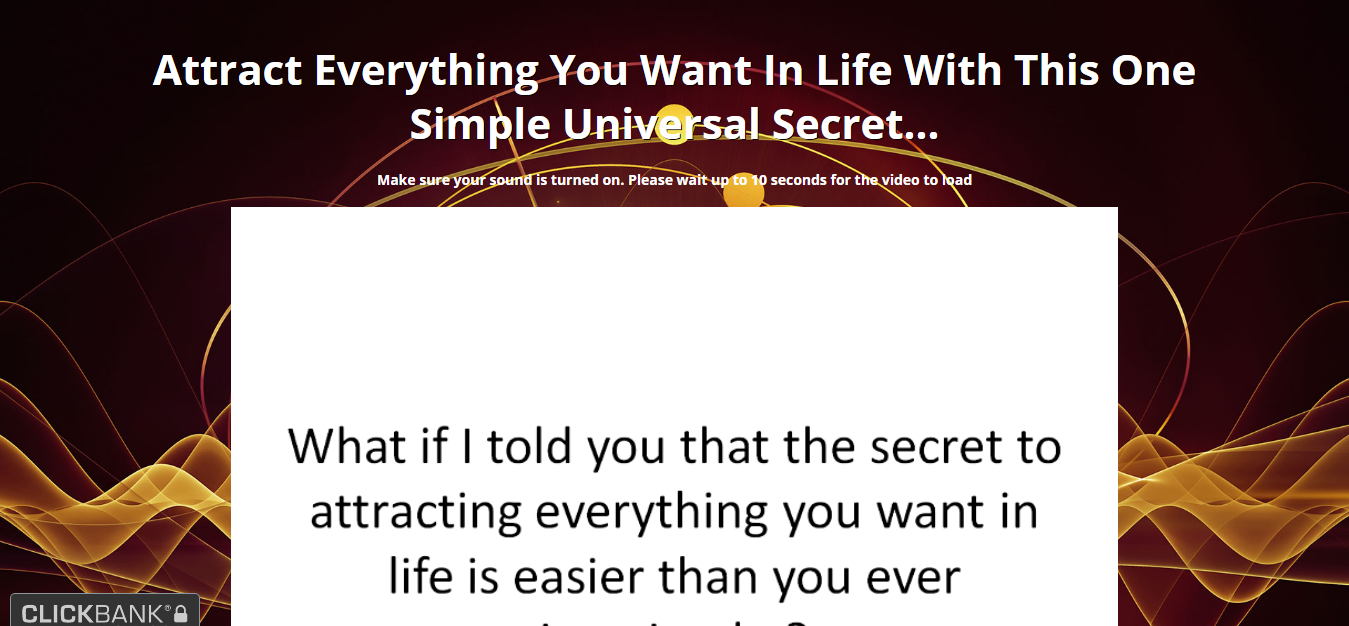 Attract Everything You Want In Life With This One
Simple Universal Secret...
Make sure your sound is turned on. Please wait up to 10 seconds for the video to load
What if I told you that the secret to
attracting everything you want in
life is easier than you ever
CLICKBANK®